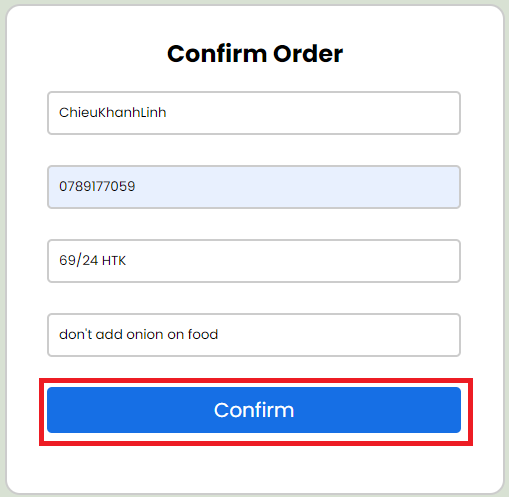 Confirm Order
ChieuKhanhLinh
0789177059
69/24 HTK
don't add onion on food
Confirm